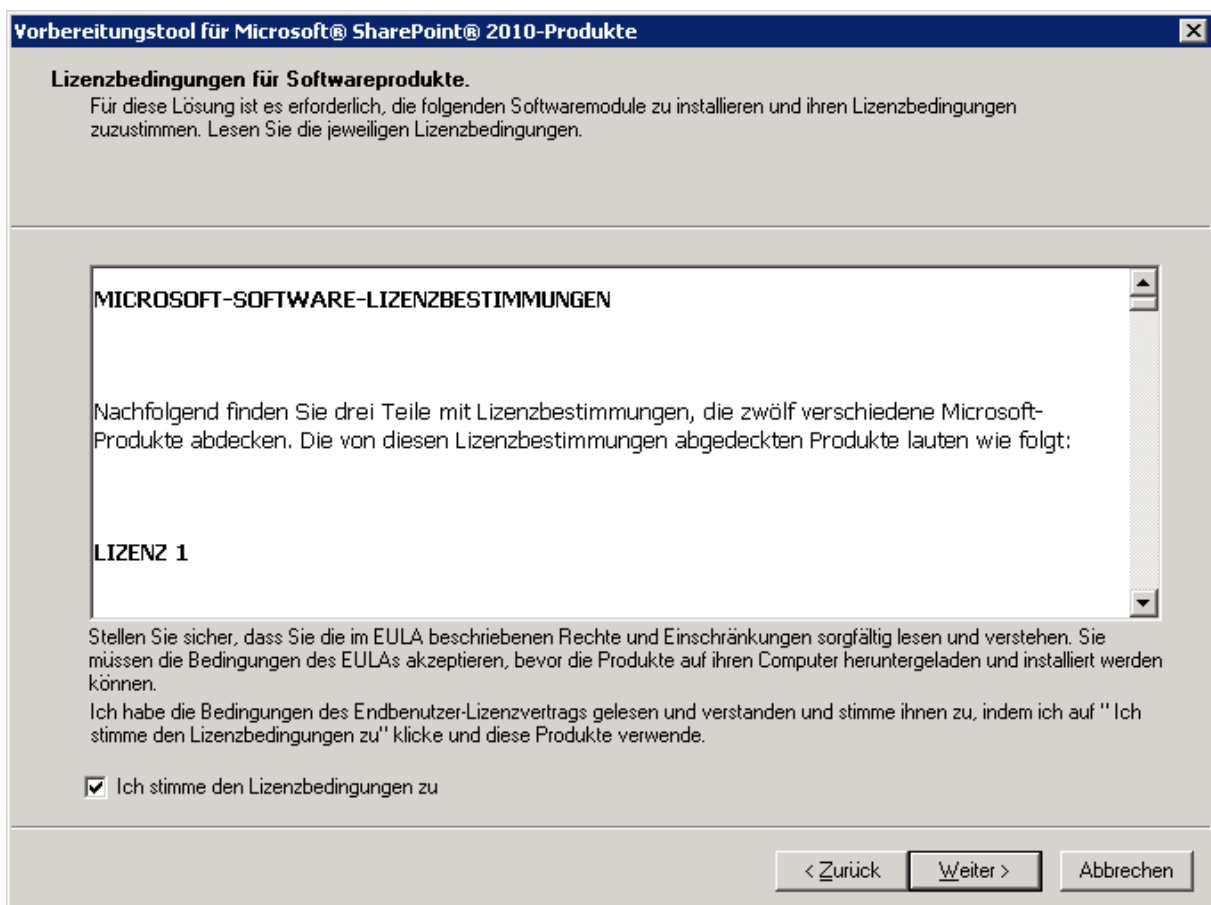 Vorbereitungstool für Microsoft® SharePoint® 2010-Produkte
Lizenzbedingungen für Softwareprodukte.
Für diese Lösung ist es erforderlich, die folgenden Softwaremodule zu installieren und ihren Lizenzbedingungen
zuzustimmen. Lesen Sie die jeweiligen Lizenzbedingungen.
MICROSOFT-SOFTWARE-LIZENZBESTIMMUNGEN
Nachfolgend finden Sie drei Teile mit Lizenzbestimmungen, die zwölf verschiedene Microsoft-
Produkte abdecken. Die von diesen Lizenzbestimmungen abgedeckten Produkte lauten wie folgt:
LIZENZ 1
Stellen Sie sicher, dass Sie die im EULA beschriebenen Rechte und Einschränkungen sorgfältig lesen und verstehen. Sie
müssen die Bedingungen des EULAs akzeptieren, bevor die Produkte auf ihren Computer heruntergeladen und installiert werden
können.
Ich habe die Bedingungen des Endbenutzer-Lizenzvertrags gelesen und verstanden und stimme ihnen zu, indem ich auf " Ich
stimme den Lizenzbedingungen zu" klicke und diese Produkte verwende.
Ich stimme den Lizenzbedingungen zu
< Zurück Weiter > Abbrechen